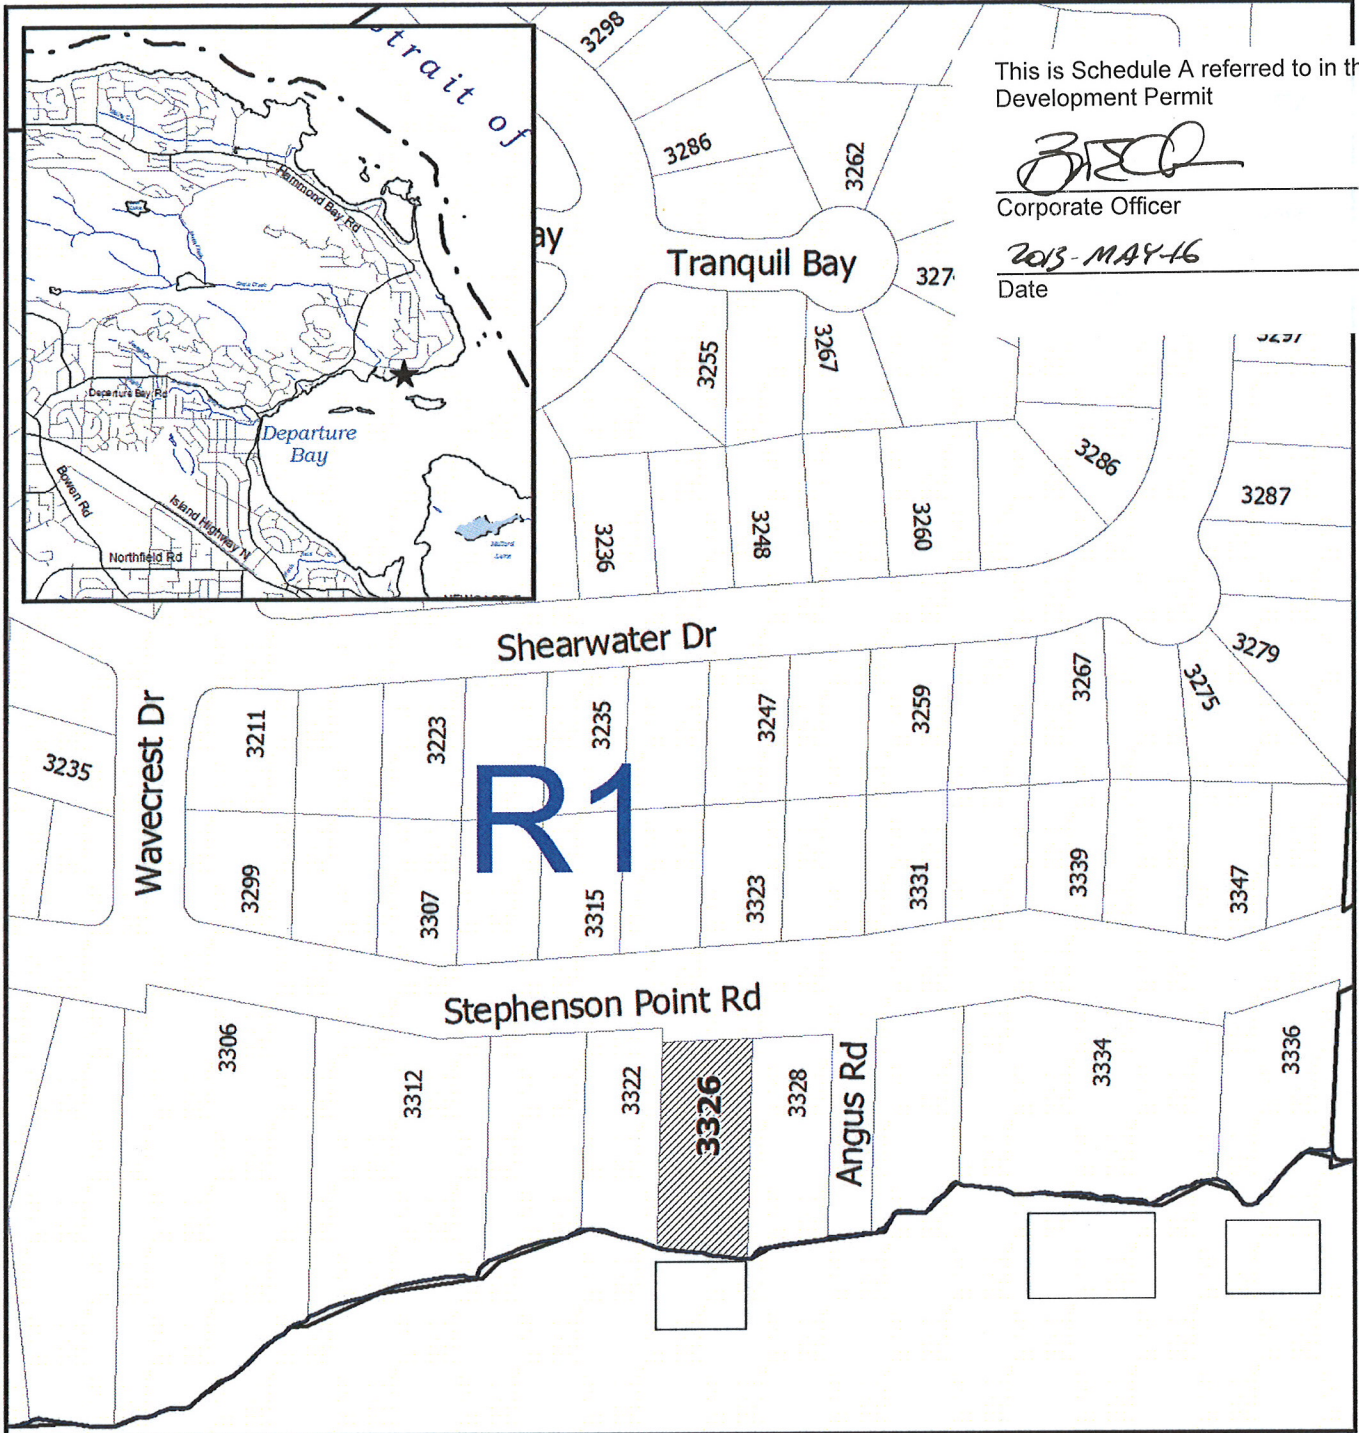 Strait of
Hammond Bay Rd
Departure Bay Rd
Departure
Bay
Bowen Rd
Island Highway N
Northfield Rd
This is Schedule A referred to in th
Development Permit
Corporate Officer
2013-MAY-16
Date
3298
3286
3292
ay
Tranquil Bay
327
3255
3267
3297
3286
3287
3236
3248
3260
Shearwater Dr
3279
3275
3267
3259
3247
3235
3223
3211
3235
Wavecrest Dr
R1
3299
3307
3315
3323
3331
3339
3347
Stephenson Point Rd
3306
3312
3322
3326
3328
Angus Rd
3334
3336